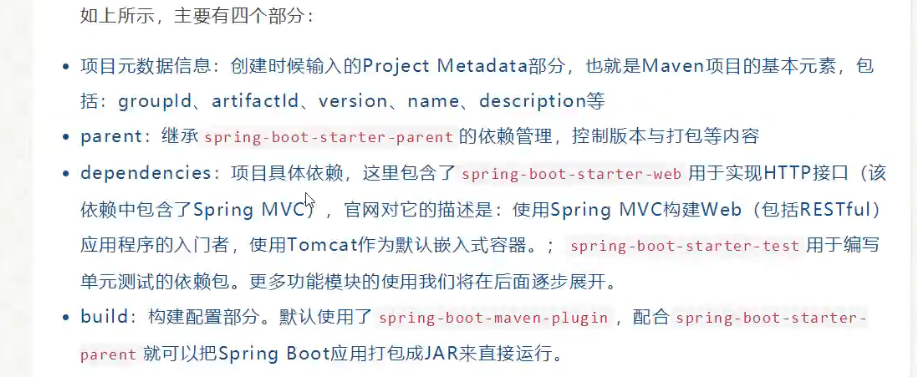 如上所示，主要有四个部分：
• 项目元数据信息：创建时候输入的Project Metadata部分，也就是Maven项目的基本元素，包
括：groupId、artifactId、version、name、description等
• parent：继承 spring-boot-starter-parent 的依赖管理，控制版本与打包等内容
• dependencies：项目具体依赖，这里包含了 spring-boot-starter-web 用于实现HTTP接口（该
依赖中包含了Spring MVC），官网对它的描述是：使用Spring MVC构建Web（包括RESTful）
应用程序的入门者，使用Tomcat作为默认嵌入式容器。；spring-boot-starter-test 用于编写
单元测试的依赖包。更多功能模块的使用我们将在后面逐步展开。
• build：构建配置部分。默认使用了 spring-boot-maven-plugin ，配合 spring-boot-starter-
parent 就可以把Spring Boot应用打包成JAR来直接运行。